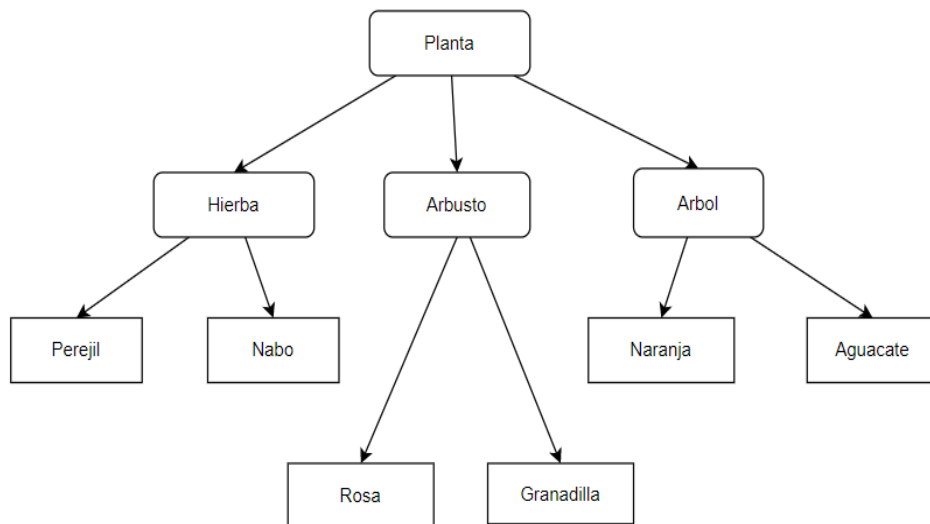 Planta
Hierba
Arbusto
Arbol
Perejil
Nabo
Naranja
Aguacate
Rosa
Granadilla